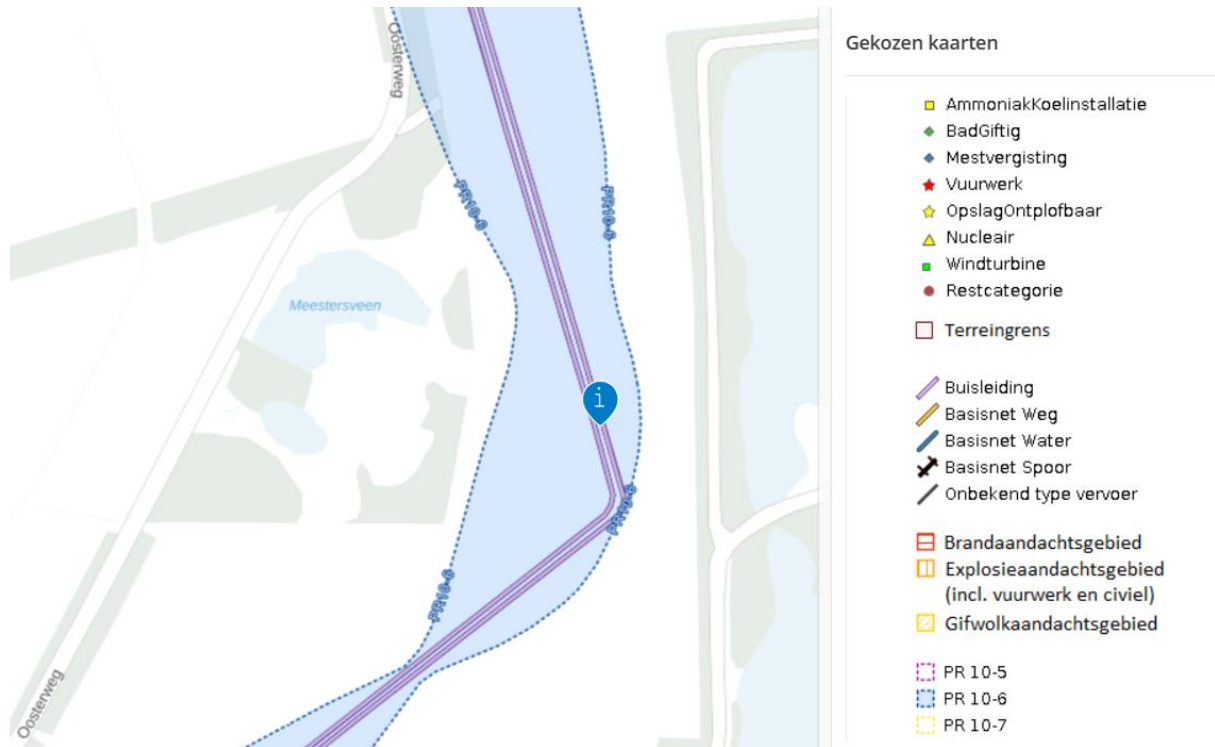 Oosterweg
PR10-6
PR10-6
Meestersveen
i
PR10-6
PR10-6
Oosterweg
Gekozen kaarten
AmmoniakKoelinstallatie
BadGiftig
Mestvergisting
Vuurwerk
OpslagOntplofbaar
Nucleair
Windturbine
Restcategorie
Terreingrens
Buisleiding
Basisnet Weg
Basisnet Water
Basisnet Spoor
Onbekend type vervoer
Brandaandachtsgebied
Explosieaandachtsgebied
(incl. vuurwerk en civiel)
Gifwolkaandachtsgebied
PR 10-5
PR 10-6
PR 10-7